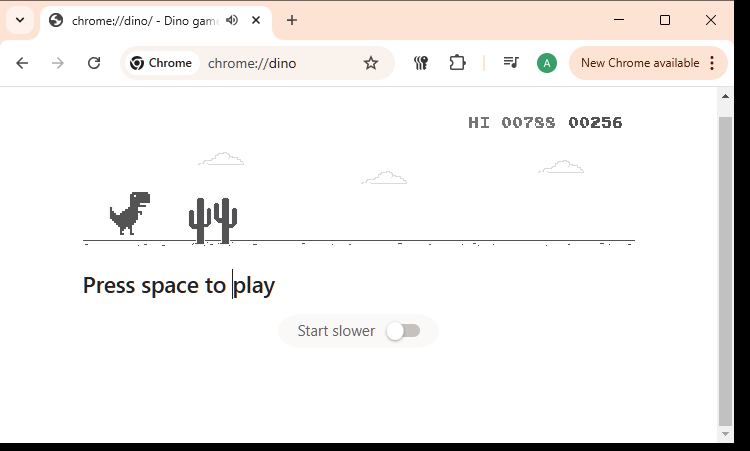 chrome://dino/ - Dino gam
Chrome
chrome://dino
A
New Chrome available
HI 00788 00256
Press space to play
Start slower